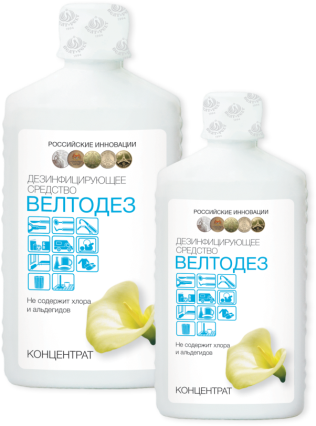 РОССИЙСКИЕ ИННОВАЦИИ
ДЕЗИНФИЦИРУЮЩЕЕ
СРЕДСТВО
ВЕЛТОДЕЗ
Не содержит хлора
и альдегидов
КОНЦЕНТРАТ
РОССИЙСКИЕ ИННОВАЦИИ
ДЕЗИНФИЦИРУЮЩЕЕ
СРЕДСТВО
ВЕЛТОДЕЗ
Не содержит хлора
и альдегидов
КОНЦЕНТРАТ